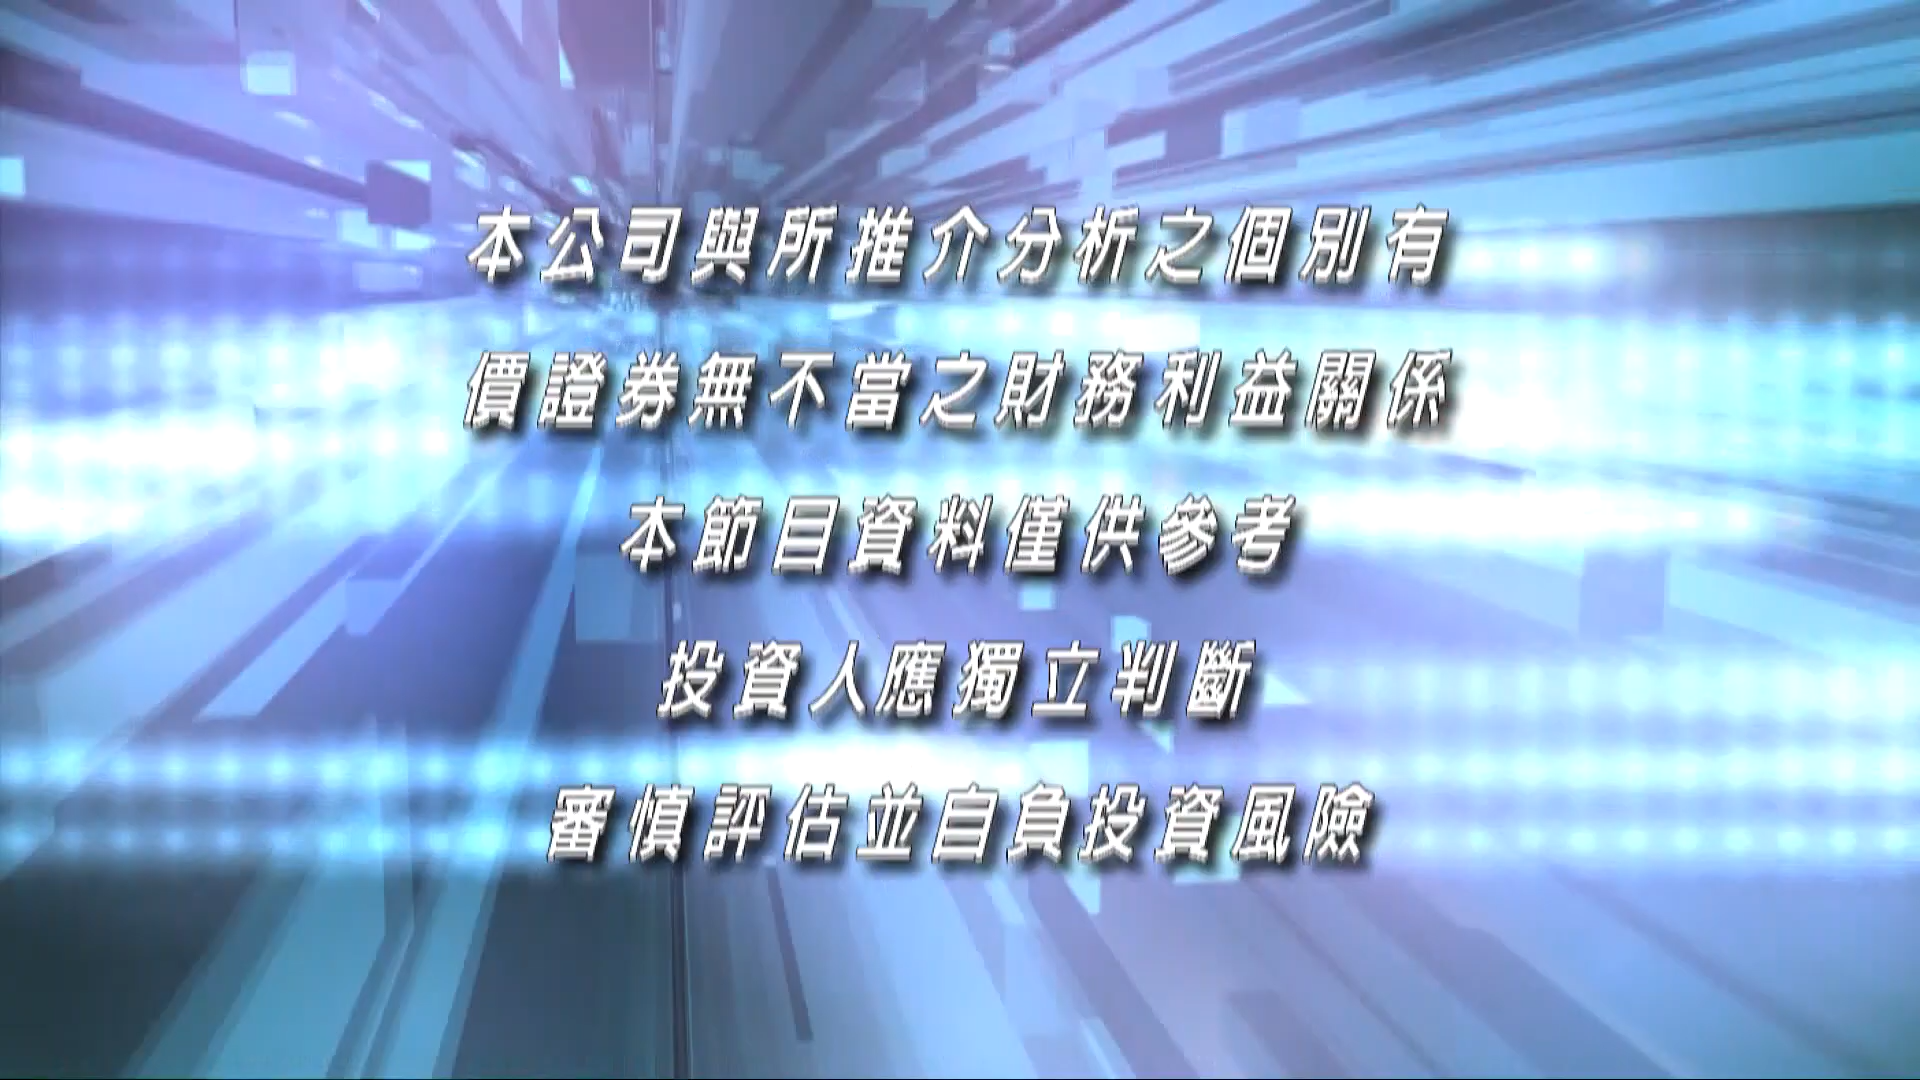 本公司與所推介分析之個別有
價證券無不當之財務利益關係
本節目資料僅供參考
投資人應獨立判斷
審慎評估並自負投資風險